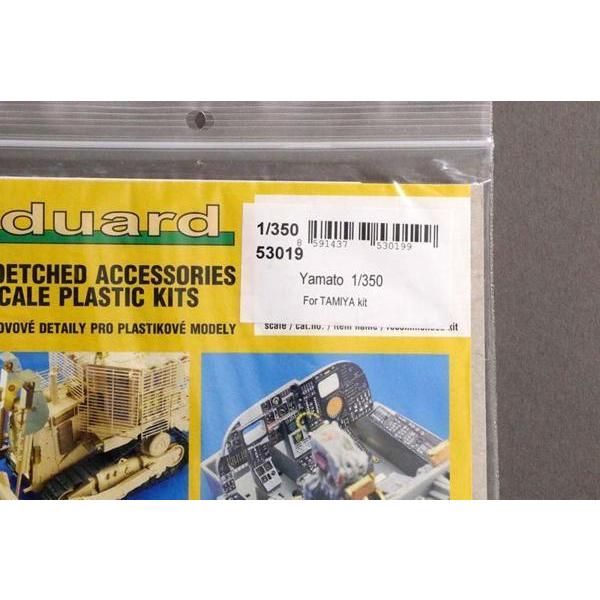 duard
1/350
53019
8 591437 530199
Yamato 1/350
For TAMIYA kit
DETCHED ACCESSORIES
CALE PLASTIC KITS
OVOVÉ DETAILY PRO PLASTIKOVÉ MODELY
scale / cat.no. / item name / recommended kit